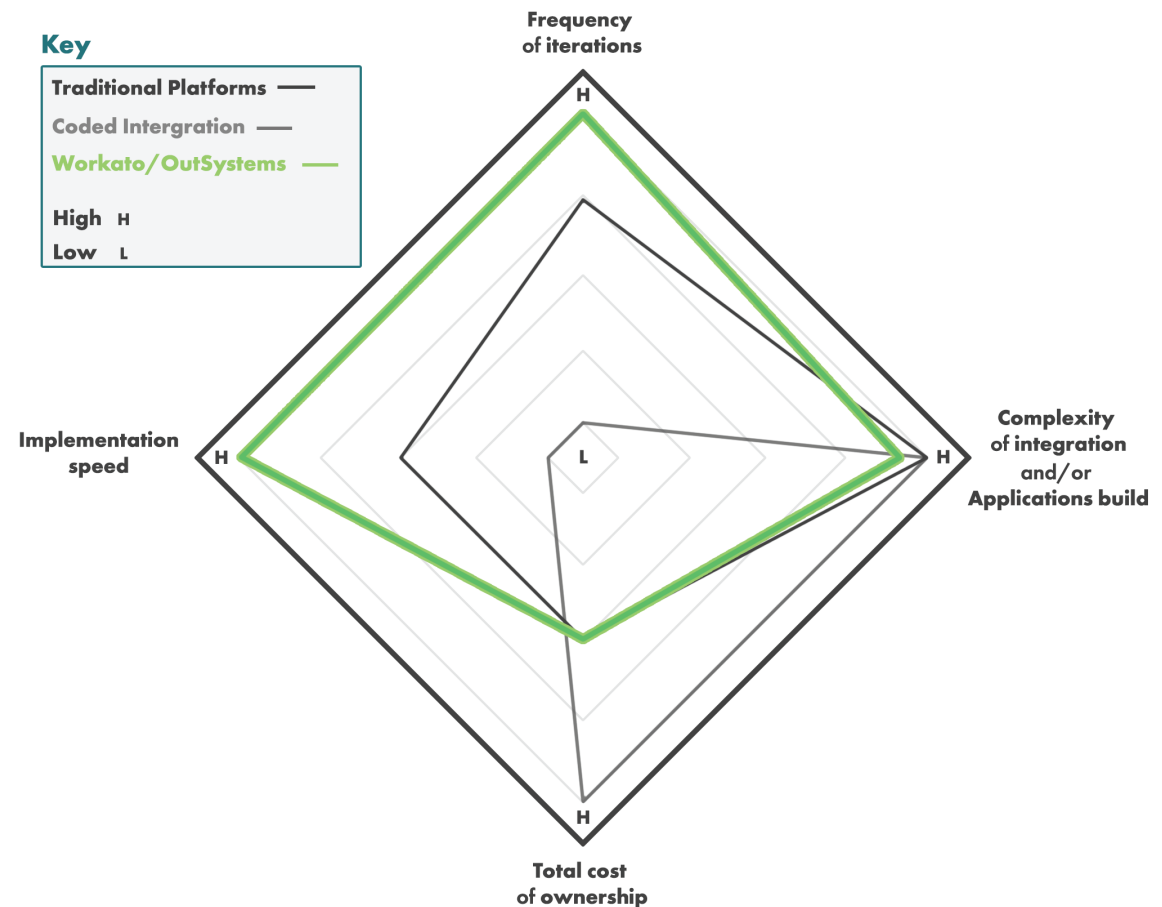 Frequency
of iterations
Key
Traditional Platforms
Coded Intergration
Workato/OutSystems
High H
Low L
H
Implementation
speed
H
L
H
Complexity
of integration
and/or
Applications build
H
Total cost
of ownership